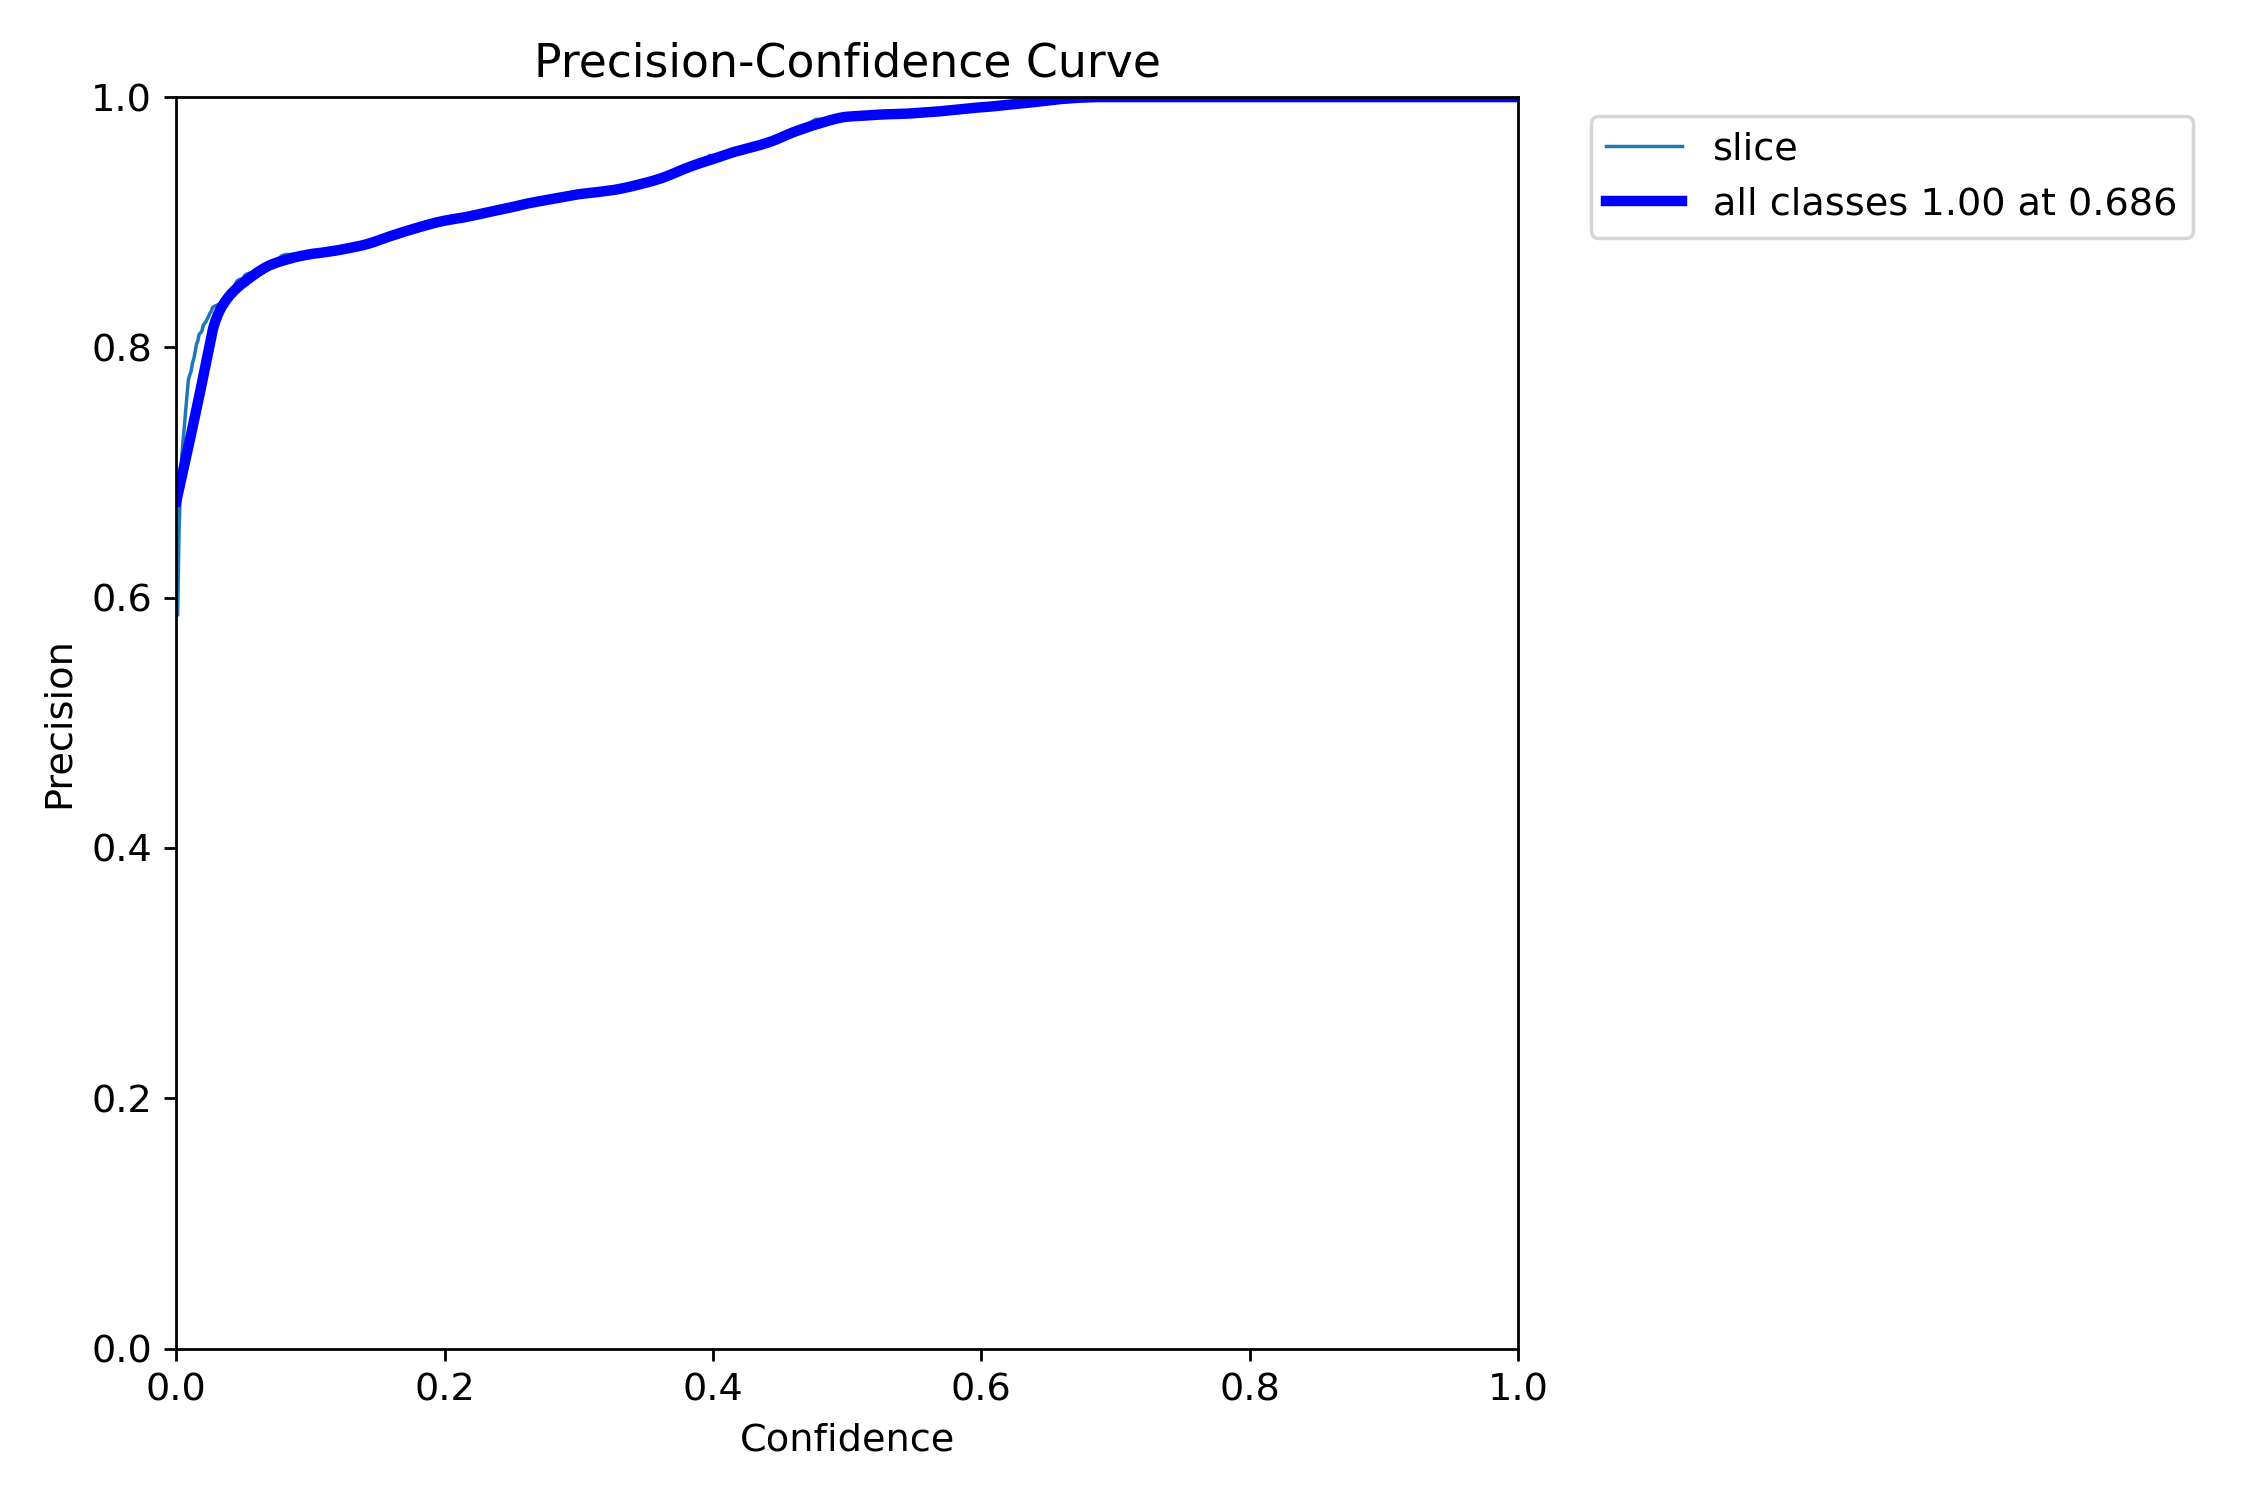 Precision-Confidence Curve
1.0
0.8
0.6
0.4
0.2
0.0
Precision
0.0 0.2 0.4 0.6 0.8 1.0
Confidence
slice
all classes 1.00 at 0.686